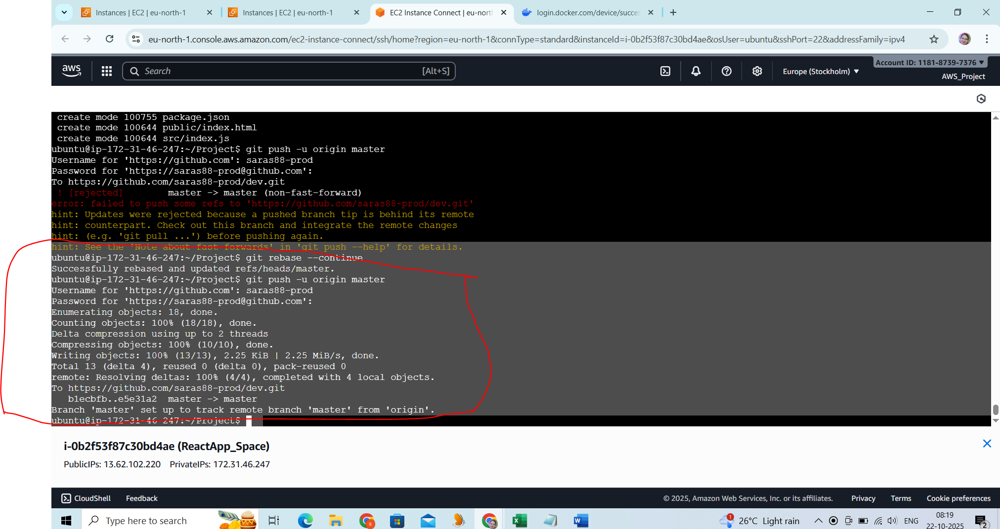 Instances | EC2 | eu-north-1
Instances | EC2 | eu-north-1
EC2 Instance Connect | eu-north
login.docker.com/device/succes
eu-north-1.console.aws.amazon.com/ec2-instance-connect/ssh/home?region=eu-north-1&connType=standard&instanceId=i-0b2f53f87c30bd4ae&osUser=ubuntu&sshPort=22&addressFamily=ipv4
aws
Search
[Alt+S]
Europe (Stockholm)
Account ID: 1181-8739-7376
AWS_Project
create mode 100755 package.json
create mode 100644 public/index.html
create mode 100644 src/index.js
ubuntu@ip-172-31-46-247:~/Project$ git push -u origin master
Username for 'https://github.com': saras88-prod
Password for 'https://saras88-prod@github.com':
To https://github.com/saras88-prod/dev.git
! [rejected]        master -> master (non-fast-forward)
error: failed to push some refs to 'https://github.com/saras88-prod/dev.git'
hint: Updates were rejected because a pushed branch tip is behind its remote
hint: counterpart. Check out this branch and integrate the remote changes
hint: (e.g. 'git pull ...') before pushing again.
hint: See the 'Note about fast-forwards' in 'git push --help' for details.
ubuntu@ip-172-31-46-247:~/Project$ git rebase --continue
Successfully rebased and updated refs/heads/master.
ubuntu@ip-172-31-46-247:~/Project$ git push -u origin master
Username for 'https://github.com': saras88-prod
Password for 'https://saras88-prod@github.com':
Enumerating objects: 18, done.
Counting objects: 100% (18/18), done.
Delta compression using up to 2 threads
Compressing objects: 100% (10/10), done.
Writing objects: 100% (13/13), 2.25 KiB | 2.25 MiB/s, done.
Total 13 (delta 4), reused 0 (delta 0), pack-reused 0
remote: Resolving deltas: 100% (4/4), completed with 4 local objects.
To https://github.com/saras88-prod/dev.git
b1ecbfb..e5e31a2  master -> master
Branch 'master' set up to track remote branch 'master' from 'origin'.
ubuntu@ip-172-31-46-247:~/Project$
i-0b2f53f87c30bd4ae (ReactApp_Space)
PublicIPs: 13.62.102.220 PrivateIPs: 172.31.46.247
CloudShell
Feedback
© 2025, Amazon Web Services, Inc. or its affiliates.
Privacy
Terms
Cookie preferences
Type here to search
1
26°C Light rain
ENG
08:19
22-10-2025
2